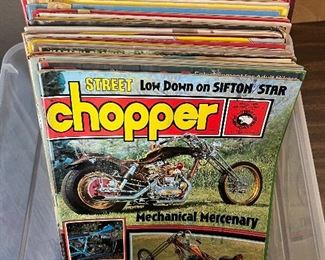 STREET LOW DOWN ON SIFTON STAR
chopper
Mechanical Mercenary